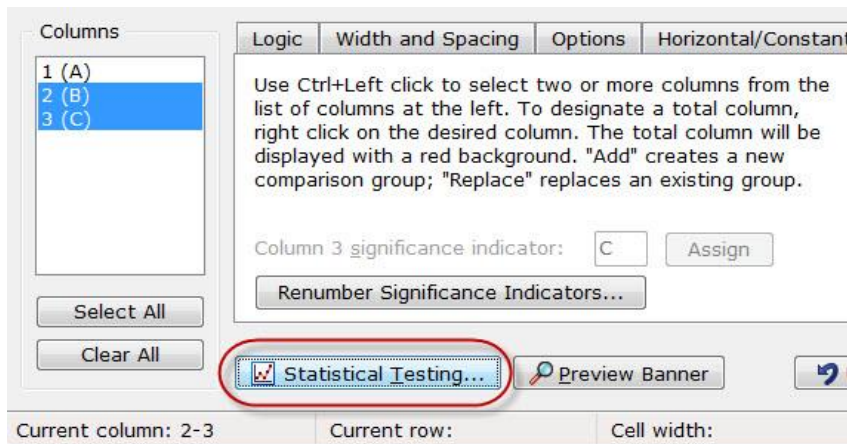 Columns
1 (A)
2 (B)
3 (C)
Select All
Clear All
Logic
Width and Spacing
Options
Horizontal/Constant
Use Ctrl+Left click to select two or more columns from the
list of columns at the left. To designate a total column,
right click on the desired column. The total column will be
displayed with a red background. "Add" creates a new
comparison group; "Replace" replaces an existing group.
Column 3 significance indicator: C Assign
Renumber Significance Indicators...
Statistical Testing...
Preview Banner
Current column: 2-3
Current row:
Cell width: